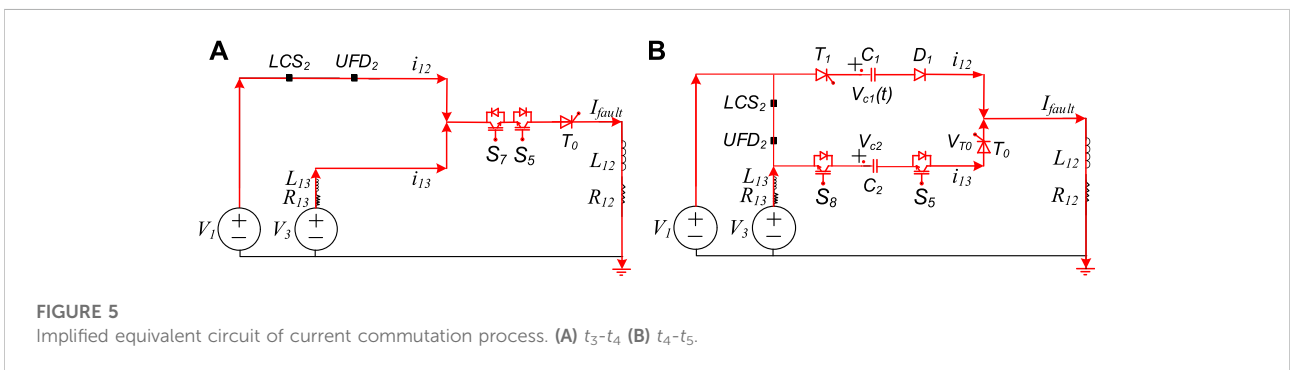 A
LCS2 UFD2 i12
S7 S5 T0
Ifault
L12
R12
i13
L13
R13
V1 + −
V3 + −
B
T1 + C1 D1 i12
Vc1(t)
LCS2
UFD2
Ifault
VT0 T0
Vc2
+
C2
S8 S5 i13
L13
R13
L12
R12
V1 + −
V3 + −
FIGURE 5
Implified equivalent circuit of current commutation process. (A) t3-t4 (B) t4-t5.